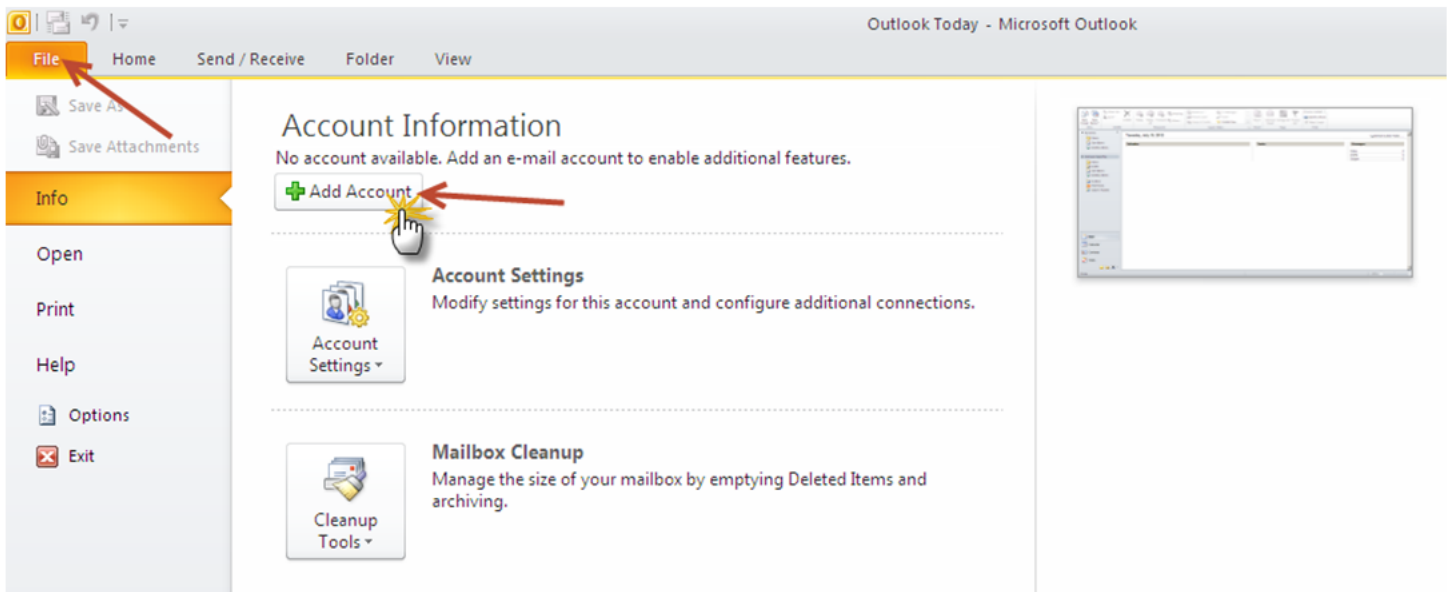 Outlook Today - Microsoft Outlook
File Home Send / Receive Folder View
Save As
Save Attachments
Info
Open
Print
Help
Options
Exit
Account Information
No account available. Add an e-mail account to enable additional features.
Add Account
Account Settings
Modify settings for this account and configure additional connections.
Account
Settings
Mailbox Cleanup
Manage the size of your mailbox by emptying Deleted Items and
archiving.
Cleanup
Tools